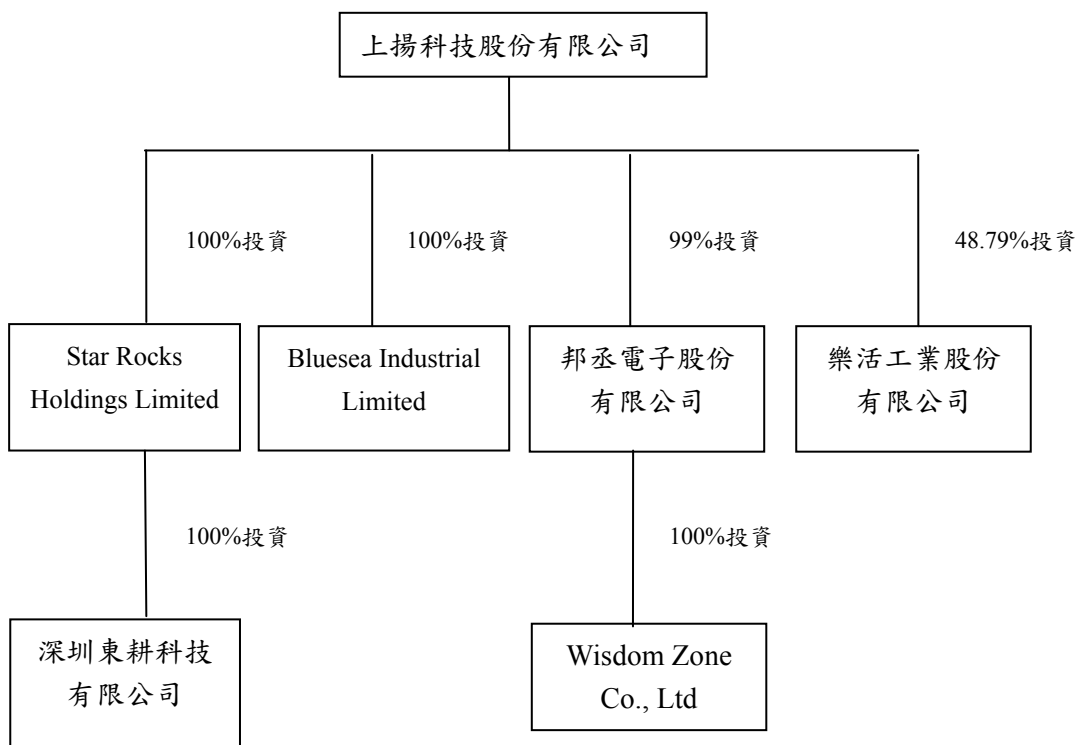 上揚科技股份有限公司
100%投資
100%投資
99%投資
48.79%投資
Star Rocks
Holdings Limited
Bluesea Industrial
Limited
邦丞電子股份
有限公司
樂活工業股份
有限公司
100%投資
100%投資
深圳東耕科技
有限公司
Wisdom Zone
Co., Ltd